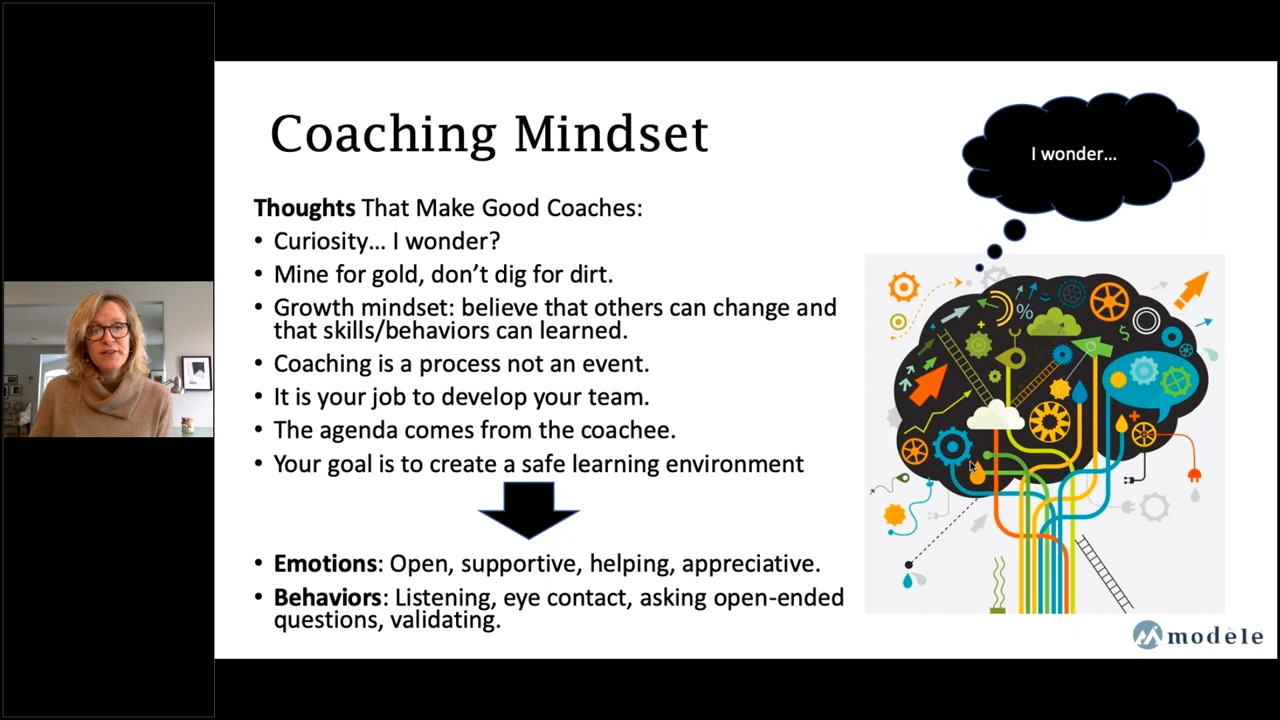 Coaching Mindset
I wonder...
Thoughts That Make Good Coaches:
• Curiosity... I wonder?
• Mine for gold, don't dig for dirt.
• Growth mindset: believe that others can change and
that skills/behaviors can learned.
• Coaching is a process not an event.
• It is your job to develop your team.
• The agenda comes from the coachee.
• Your goal is to create a safe learning environment
• Emotions: Open, supportive, helping, appreciative.
• Behaviors: Listening, eye contact, asking open-ended
questions, validating.
%
$
modèle